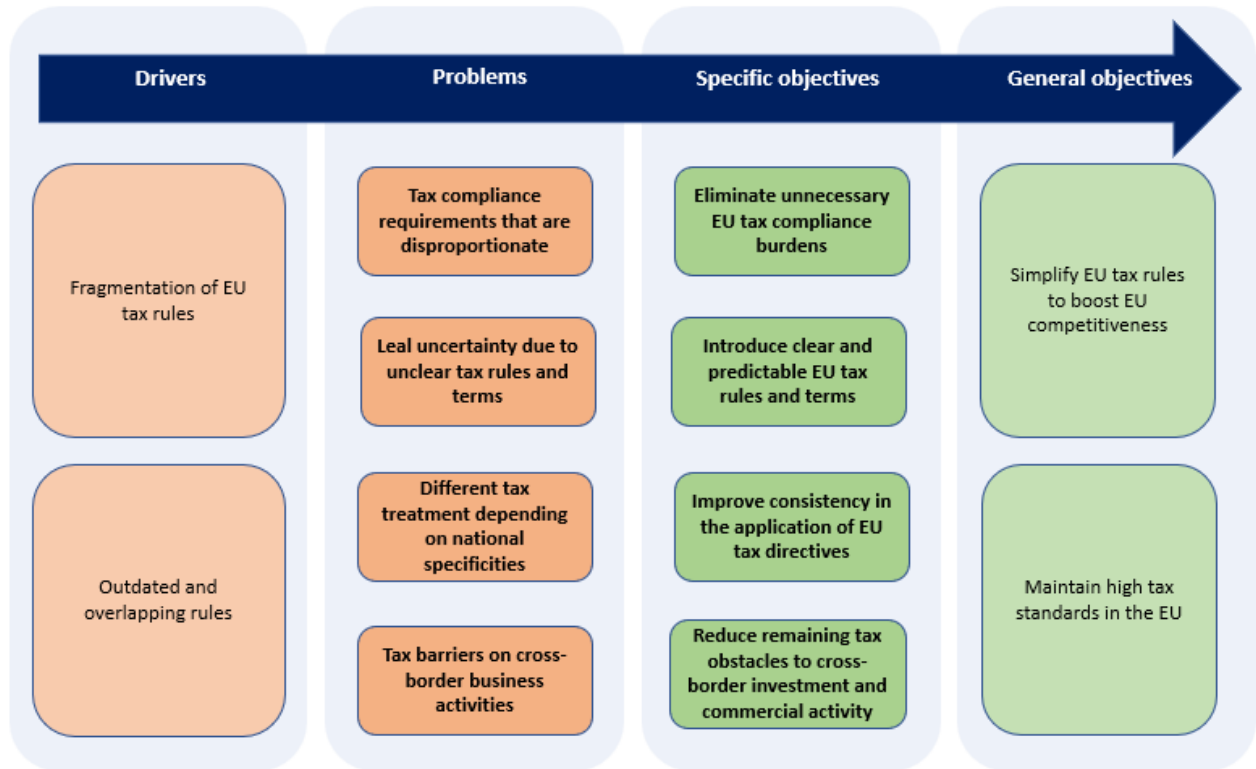 Drivers
Problems
Specific objectives
General objectives
Fragmentation of EU
tax rules
Outdated and
overlapping rules
Tax compliance
requirements that are
disproportionate
Leal uncertainty due to
unclear tax rules and
terms
Different tax
treatment depending
on national
specificities
Tax barriers on cross-
border business
activities
Eliminate unnecessary
EU tax compliance
burdens
Introduce clear and
predictable EU tax
rules and terms
Improve consistency in
the application of EU
tax directives
Reduce remaining tax
obstacles to cross-
border investment and
commercial activity
Simplify EU tax rules
to boost EU
competitiveness
Maintain high tax
standards in the EU